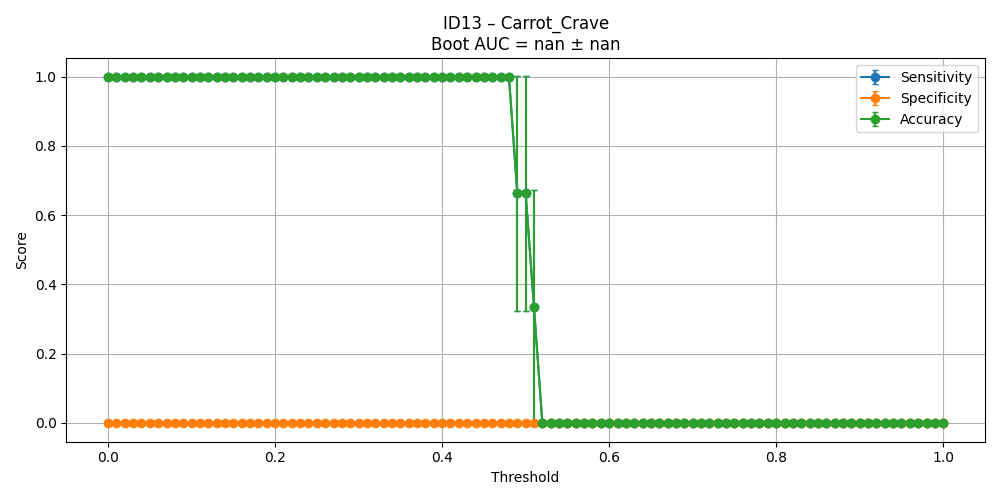 ID13 – Carrot_Crave
Boot AUC = nan ± nan
Sensitivity
Specificity
Accuracy
Score
1.0
0.8
0.6
0.4
0.2
0.0
0.0 0.2 0.4 0.6 0.8 1.0
Threshold